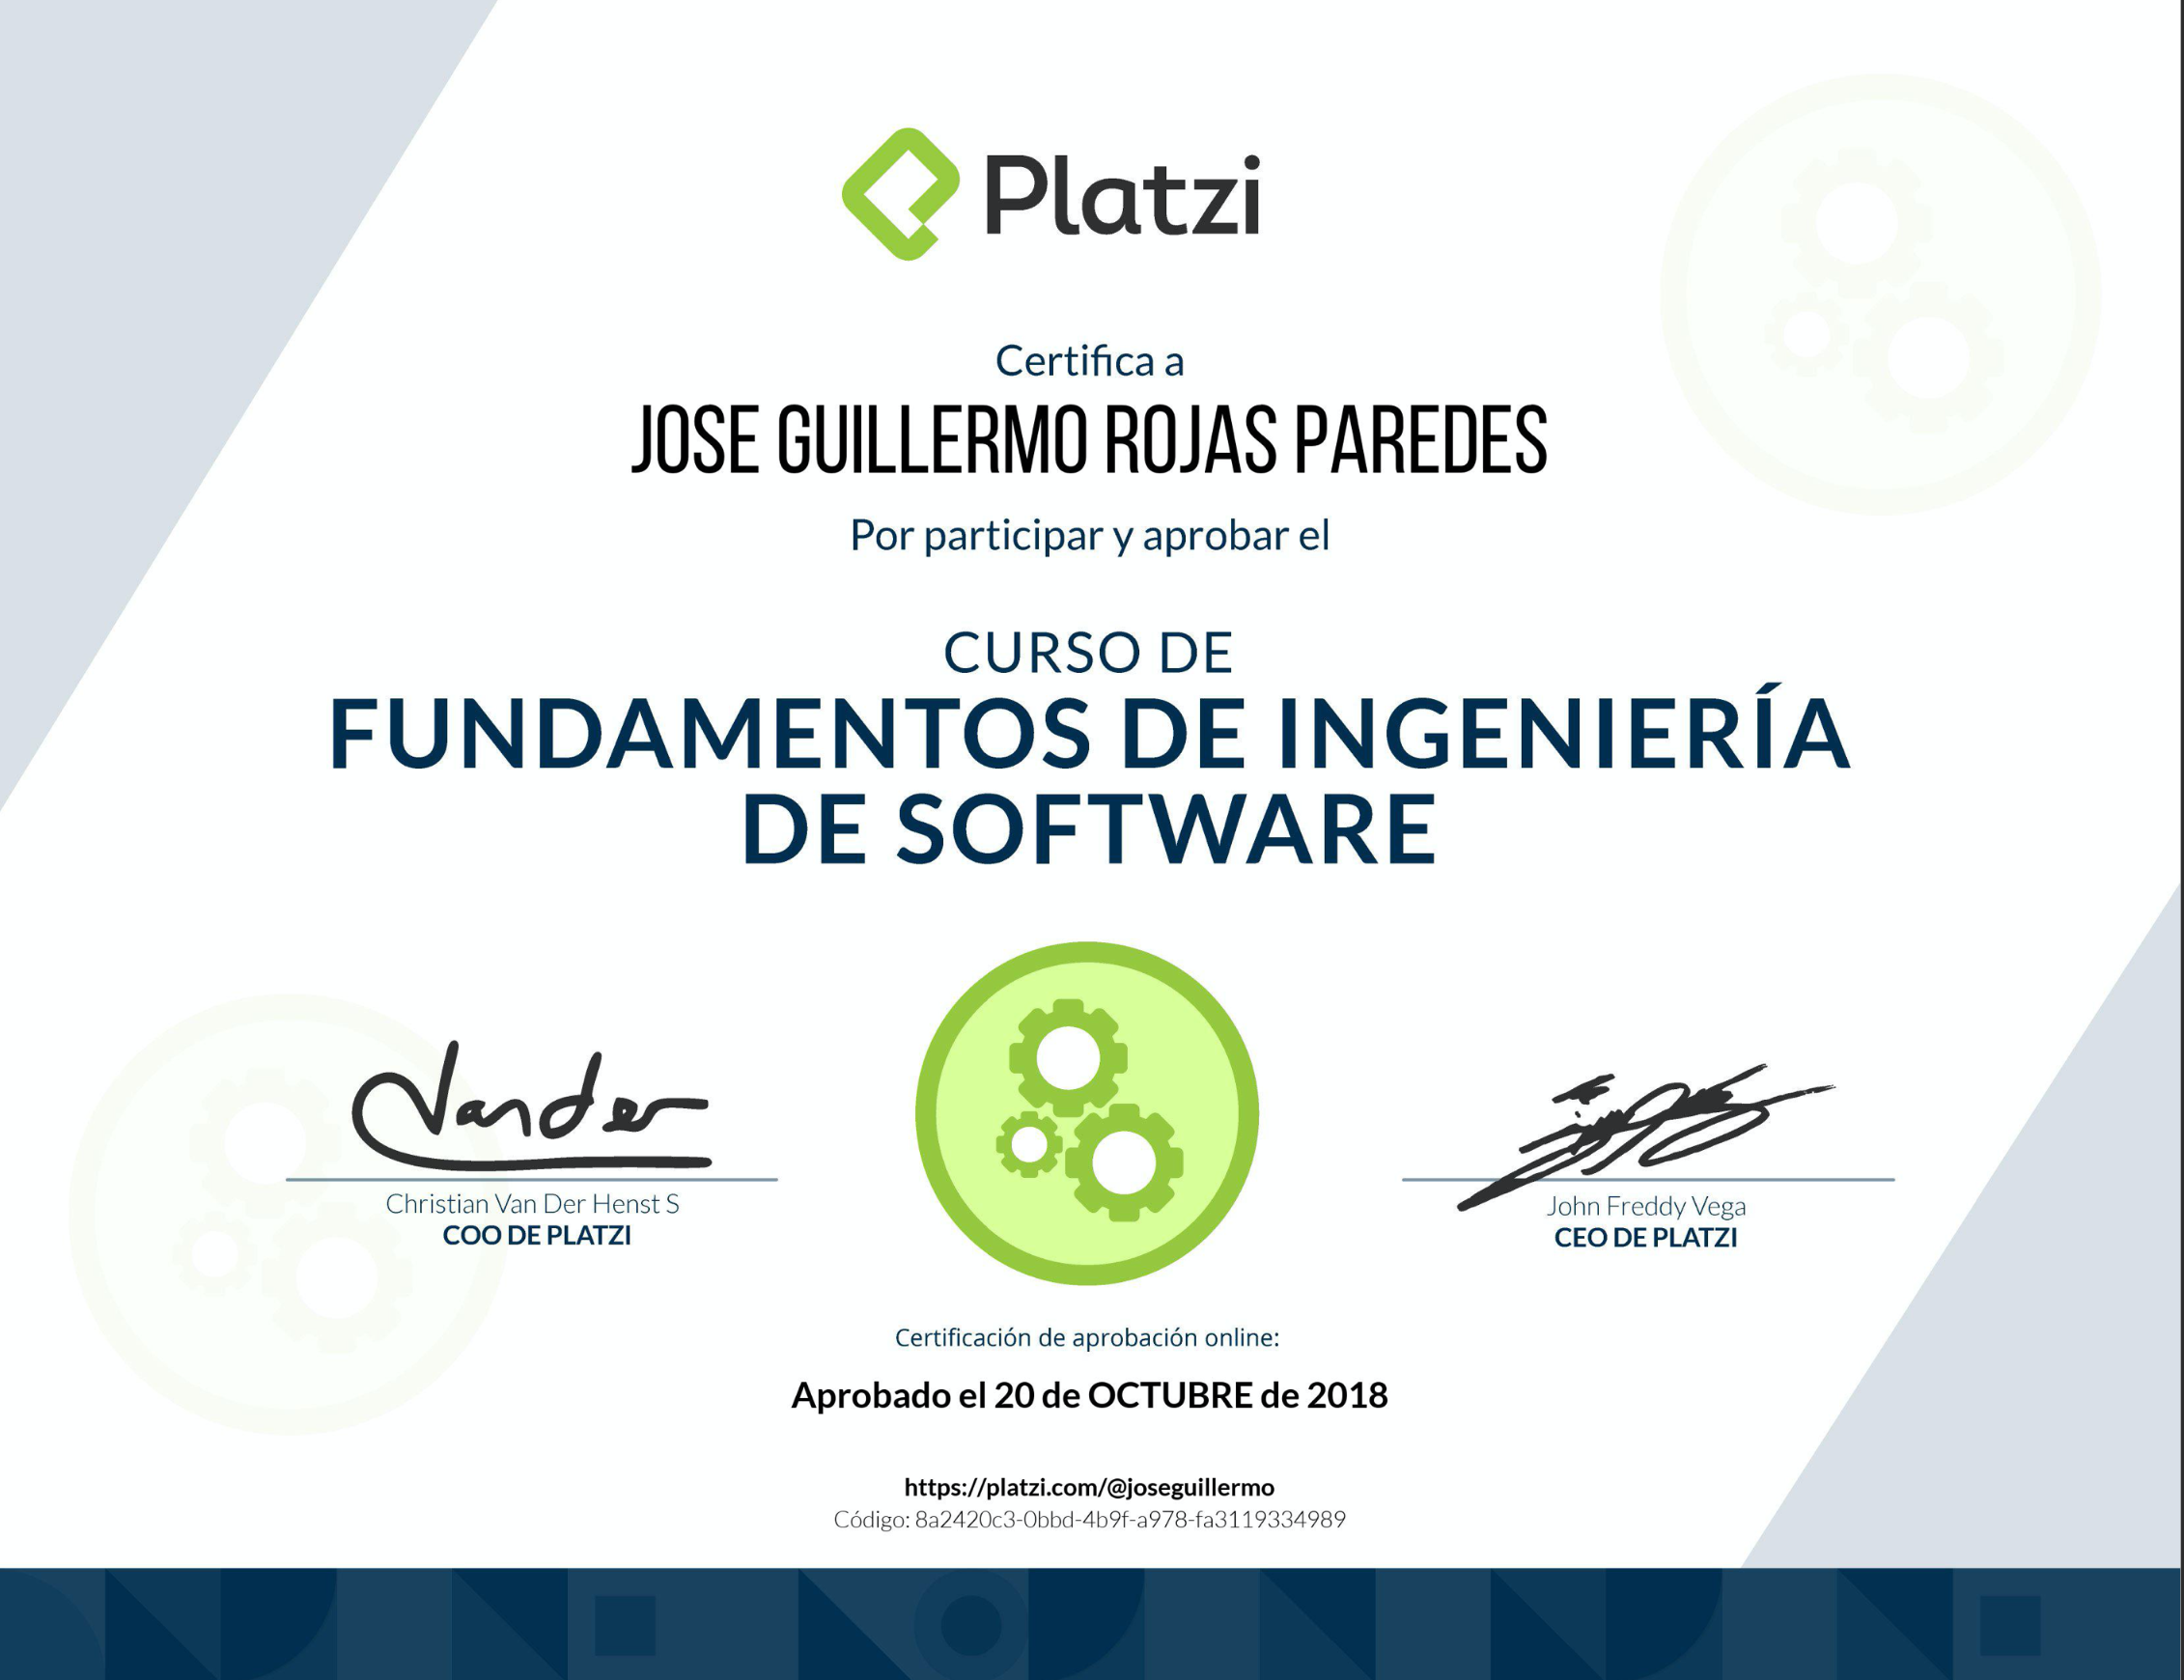 Platzi
Certifica a
JOSE GUILLERMO ROJAS PAREDES
Por participar y aprobar el
CURSO DE
FUNDAMENTOS DE INGENIERÍA
DE SOFTWARE
Vander
Christian Van Der Henst S
COO DE PLATZI
John Freddy Vega
CEO DE PLATZI
Certificación de aprobación online:
Aprobado el 20 de OCTUBRE de 2018
https://platzi.com/@joseguillermo
Código: 8a2420c3-0bbd-4b9f-a978-fa3119334989